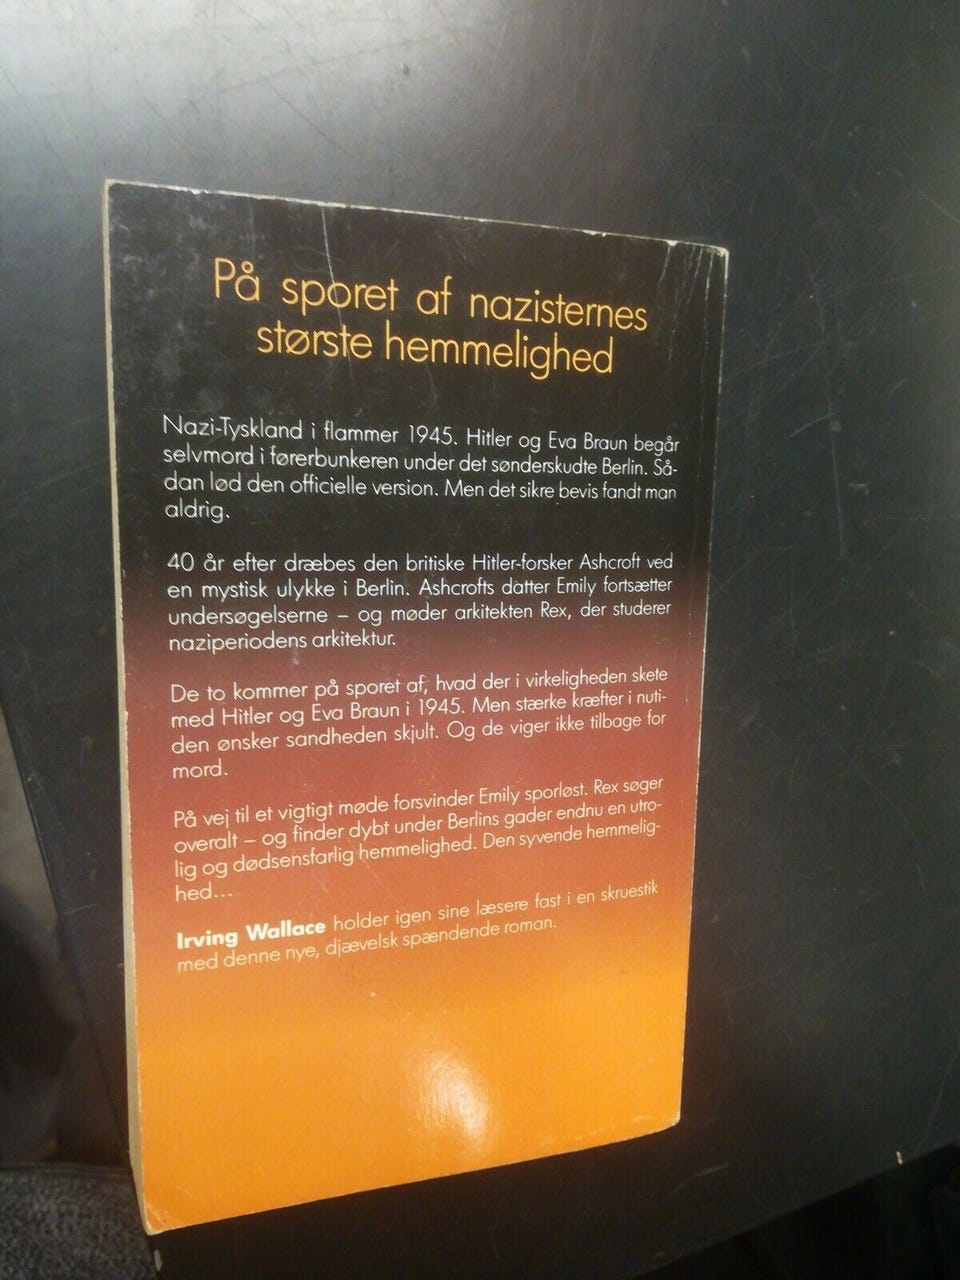 På sporet af nazisternes
største hemmelighed
Nazi-Tyskland i flammer 1945. Hitler og Eva Braun begår
selvmord i førerbunkeren under det sønderskudte Berlin. Så-
dan lød den officielle version. Men det sikre bevis fandt man
aldrig.
40 år efter dræbes den britiske Hitler-forsker Ashcroft ved
en mystisk ulykke i Berlin. Ashcrofts datter Emily fortsætter
undersøgelserne – og møder arkitekten Rex, der studerer
naziperiodens arkitektur.
De to kommer på sporet af, hvad der i virkeligheden skete
med Hitler og Eva Braun i 1945. Men stærke kræfter i nuti-
den ønsker sandheden skjult. Og de viger ikke tilbage for
mord.
På vej til et vigtigt møde forsvinder Emily sporløst. Rex søger
overalt – og finder dybt under Berlins gader endnu en utro-
lig og dødsensfarlig hemmelighed. Den syvende hemmelig-
hed...
Irving Wallace holder igen sine læsere fast i en skruestik
med denne nye, djævelsk spændende roman.